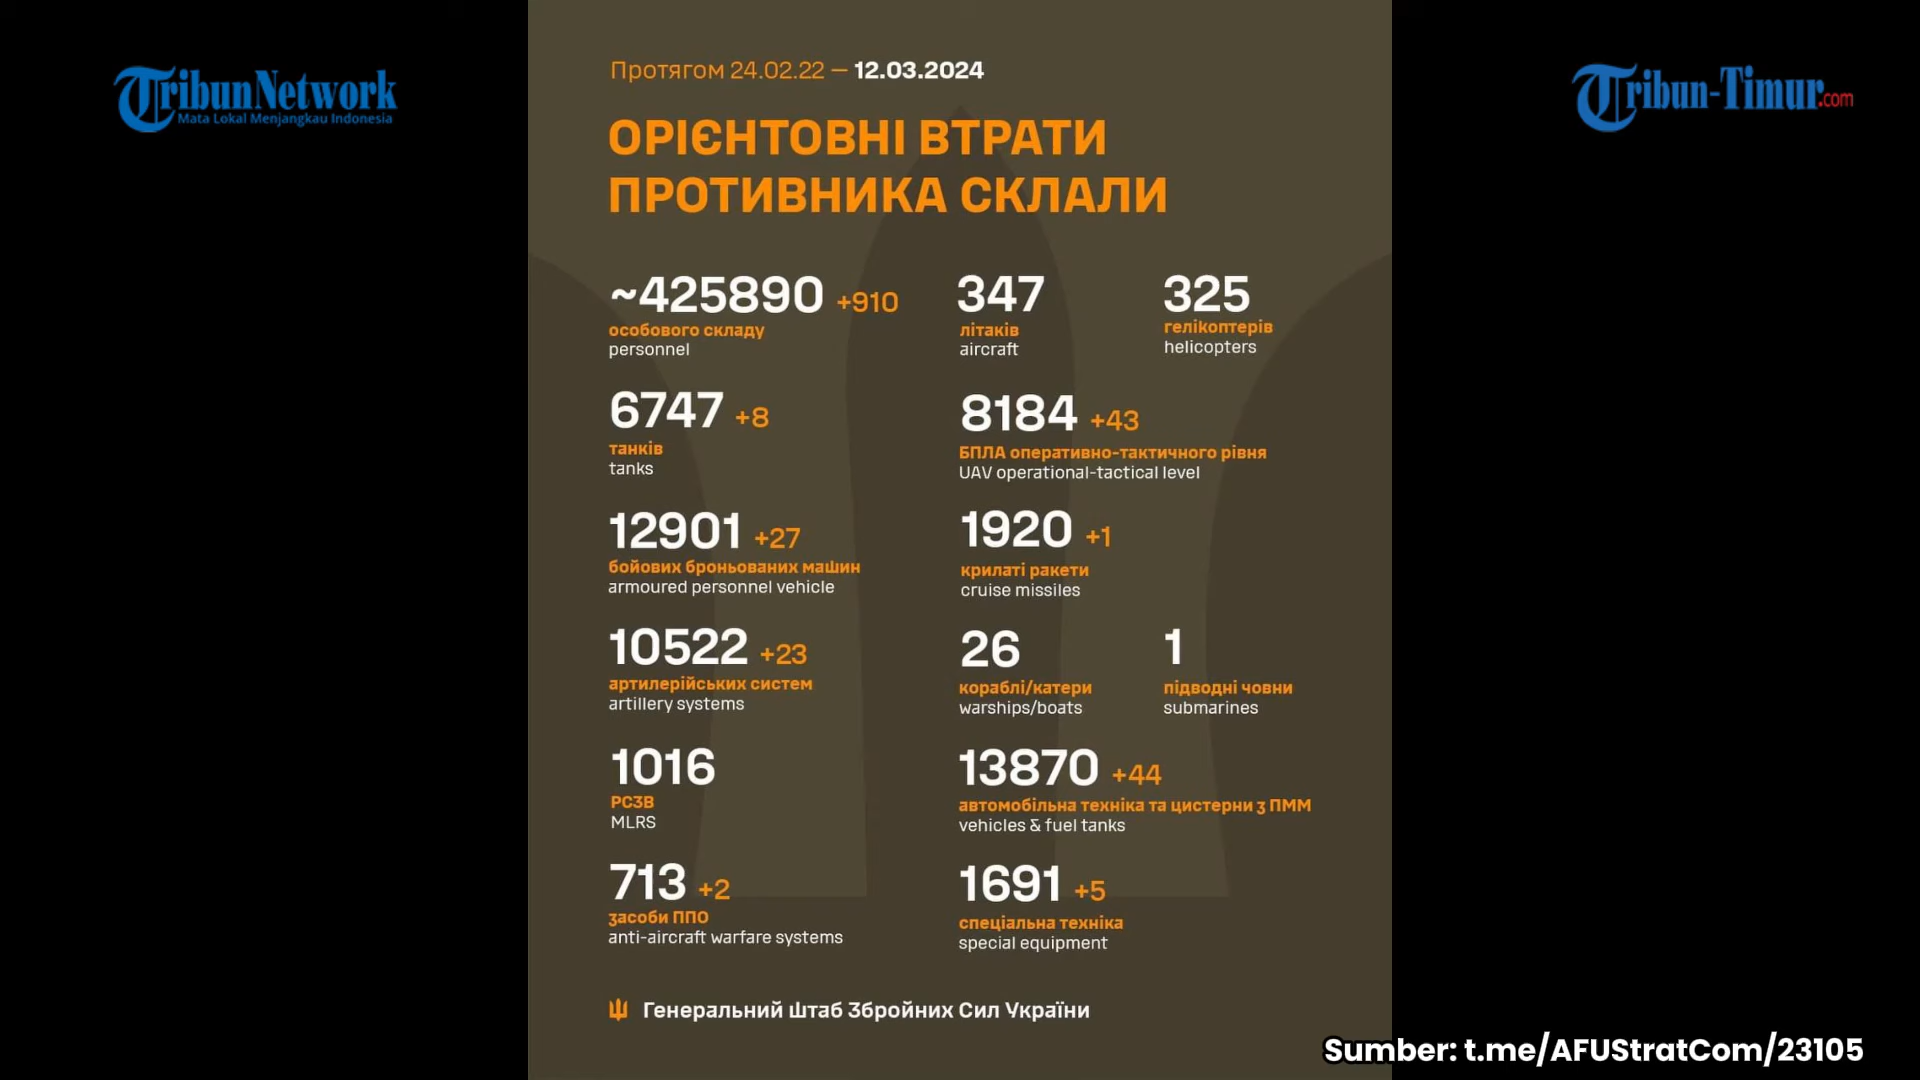 TribunNetwork
Mata Lokal Menjangkau Indonesia
Tribun-Timur.com
Протягом 24.02.22 — 12.03.2024
ОРІЄНТОВНІ ВТРАТИ
ПРОТИВНИКА СКЛАЛИ
~425890 +910
особового складу
personnel
347
літаків
aircraft
325
гелікоптерів
helicopters
6747 +8
танків
tanks
8184 +43
БПЛА оперативно-тактичного рівня
UAV operational-tactical level
12901 +27
бойових броньованих машин
armoured personnel vehicle
1920 +1
крилаті ракети
cruise missiles
10522 +23
артилерійських систем
artillery systems
26
кораблі/катери
warships/boats
1
підводні човни
submarines
1016
РСЗВ
MLRS
13870 +44
автомобільна техніка та цистерни з ПММ
vehicles & fuel tanks
713 +2
засоби ППО
anti-aircraft warfare systems
1691 +5
спеціальна техніка
special equipment
Генеральний штаб Збройних Сил України
Sumber: t.me/AFUStratCom/23105